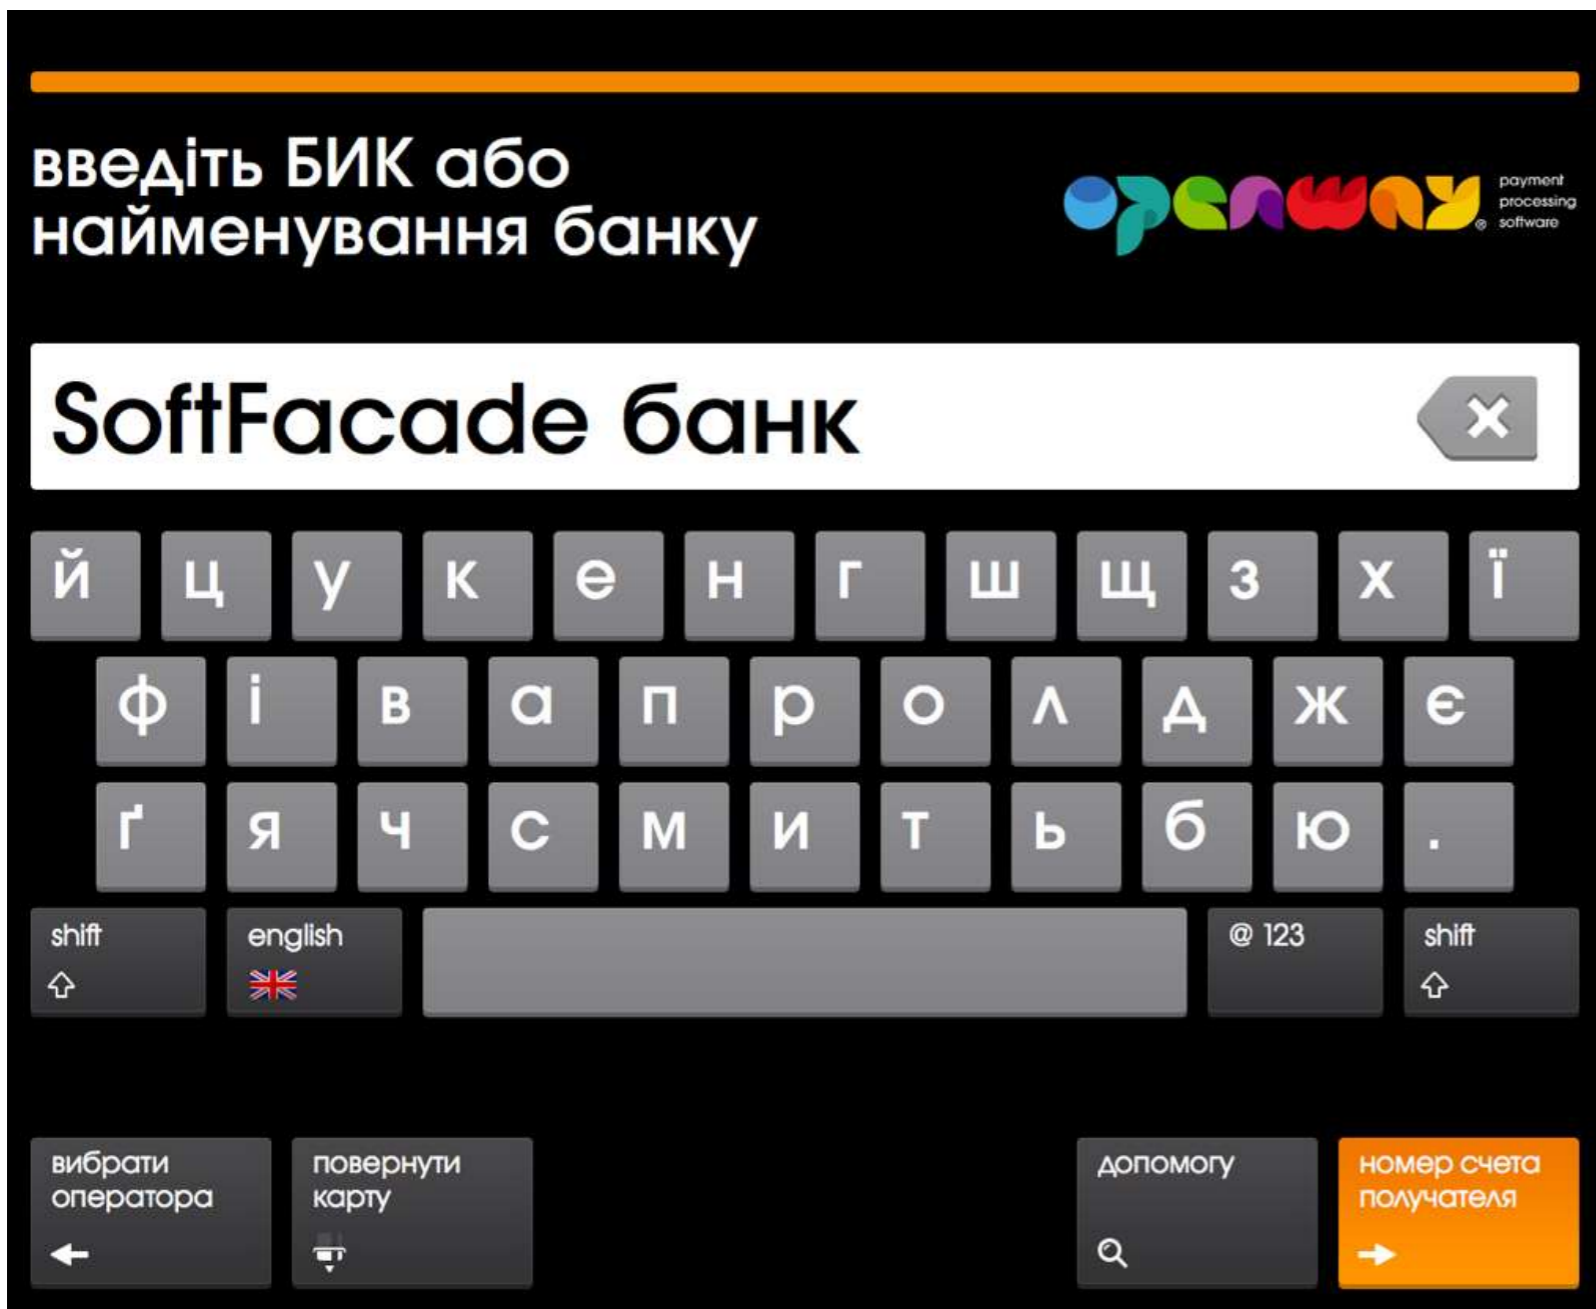 введіть БИК або
найменування банку
openway
®
payment
processing
software
SoftFacade банк
й ц у к е н г ш щ з х ї
ф і в а п р о л д ж є
ґ я ч с м и т ь б ю .
shift english @ 123 shift
вибрати
оператора
повернути
карту
допомогу
номер счета
получателя